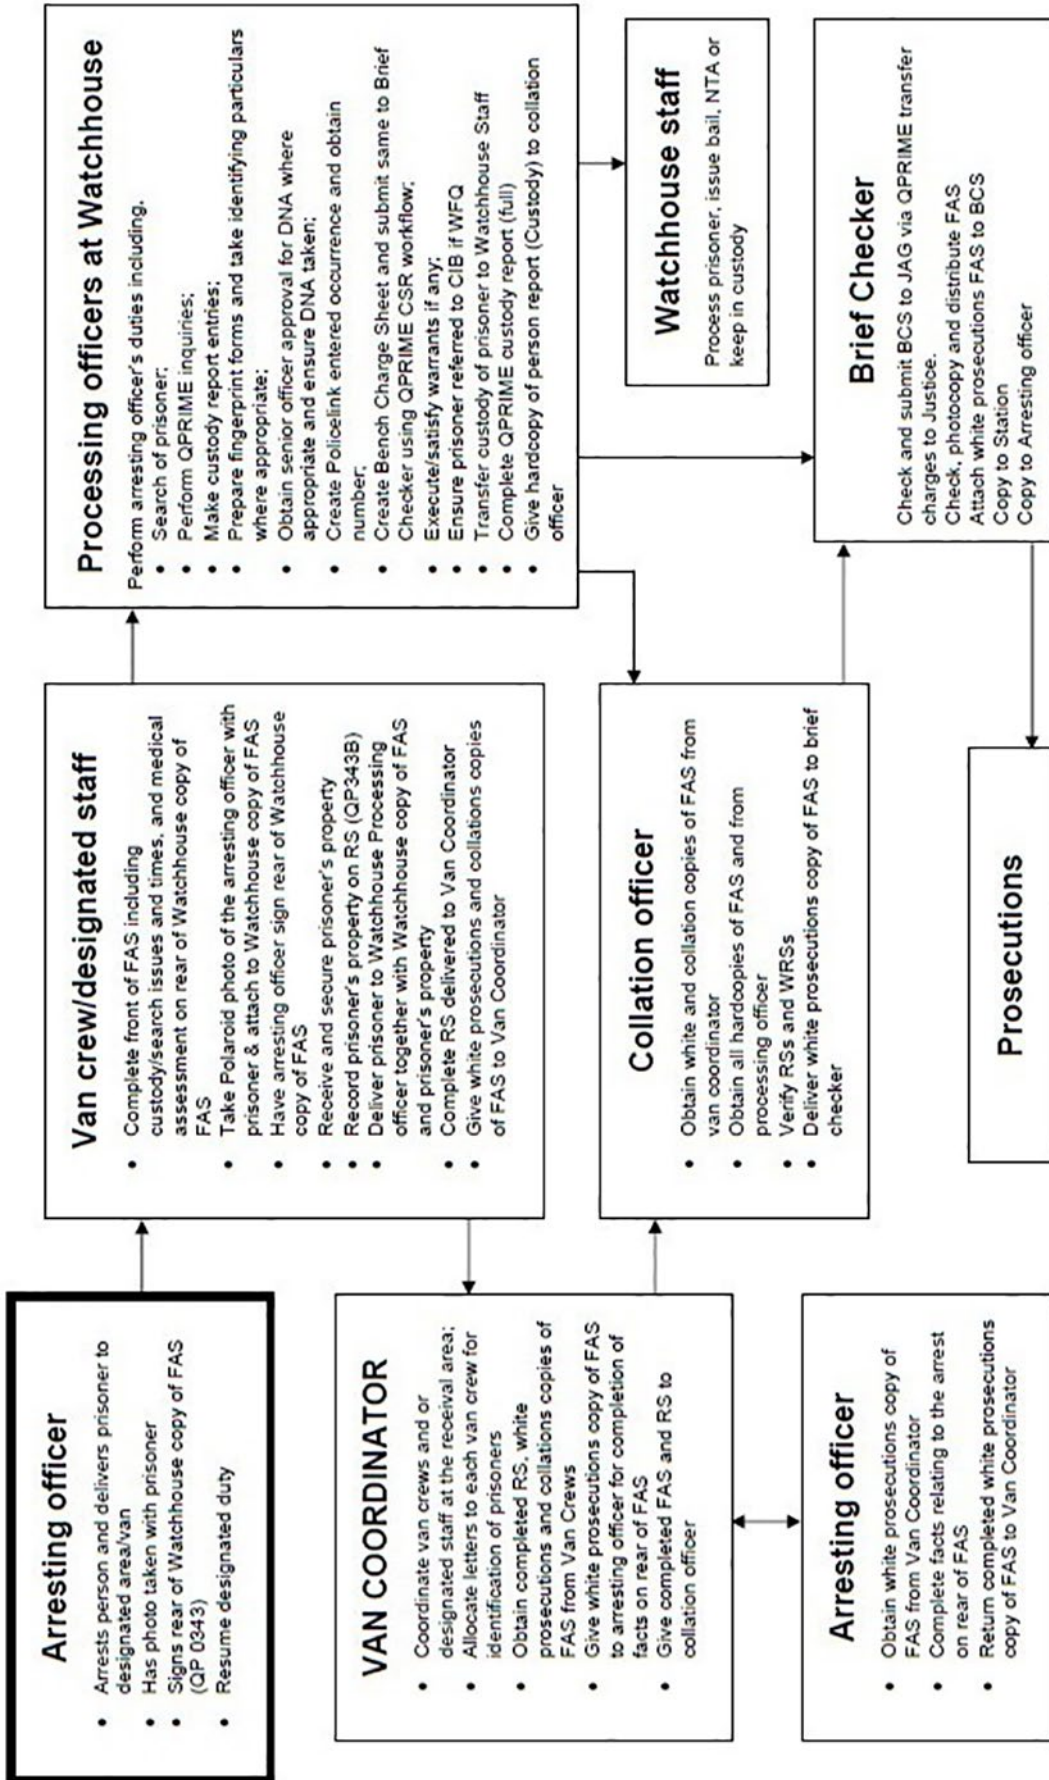 Arresting officer
• Arrests person and delivers prisoner to
designated area/van
• Has photo taken with prisoner
• Signs rear of Watchhouse copy of FAS
(QP 0343)
• Resume designated duty
Van crew/designated staff
• Complete front of FAS including
custody/search issues and times, and medical
assessment on rear of Watchhouse copy of
FAS
• Take Polaroid photo of the arresting officer with
prisoner & attach to Watchhouse copy of FAS
• Have arresting officer sign rear of Watchhouse
copy of FAS
• Receive and secure prisoner's property
• Record prisoner's property on RS (QP343B)
• Deliver prisoner to Watchhouse Processing
officer together with Watchhouse copy of FAS
and prisoner's property
• Complete RS delivered to Van Coordinator
• Give white prosecutions and collations copies
of FAS to Van Coordinator
Processing officers at Watchhouse
Perform arresting officer's duties including,
• Search of prisoner;
• Perform QPRIME inquiries;
• Make custody report entries;
• Prepare fingerprint forms and take identifying particulars
where appropriate;
• Obtain senior officer approval for DNA where
appropriate and ensure DNA taken;
• Create Policelink entered occurrence and obtain
number;
• Create Bench Charge Sheet and submit same to Brief
Checker using QPRIME CSR workflow;
• Execute/satisfy warrants if any;
• Ensure prisoner referred to CIB if WFQ
• Transfer custody of prisoner to Watchhouse Staff
• Complete QPRIME custody report (full)
• Give hardcopy of person report (Custody) to collation
officer
VAN COORDINATOR
• Coordinate van crews and or
designated staff at the receival area;
• Allocate letters to each van crew for
identification of prisoners
• Obtain completed RS, white
prosecutions and collations copies of
FAS from Van Crews
• Give white prosecutions copy of FAS
to arresting officer for completion of
facts on rear of FAS
• Give completed FAS and RS to
collation officer
Collation officer
• Obtain white and collation copies of FAS from
van coordinator
• Obtain all hardcopies of FAS and from
processing officer
• Verify RSs and WRSs
• Deliver white prosecutions copy of FAS to brief
checker
Watchhouse staff
Process prisoner, issue bail, NTA or
keep in custody
Arresting officer
• Obtain white prosecutions copy of
FAS from Van Coordinator
• Complete facts relating to the arrest
on rear of FAS
• Return completed white prosecutions
copy of FAS to Van Coordinator
Prosecutions
Brief Checker
Check and submit BCS to JAG via QPRIME transfer
charges to Justice.
Check, photocopy and distribute FAS
Attach white prosecutions FAS to BCS
Copy to Station
Copy to Arresting officer